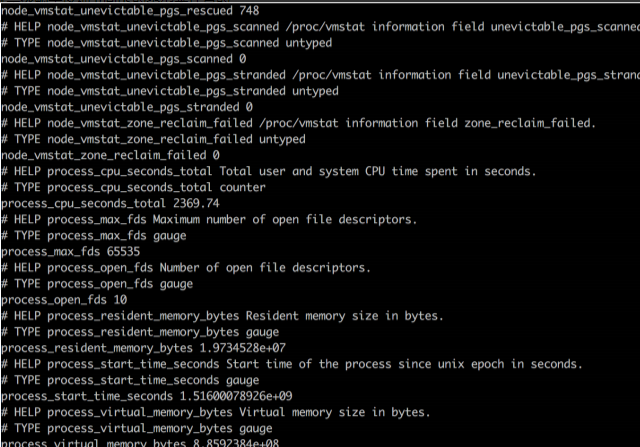 node_vmstat_unevictable_pgs_rescued 748
# HELP node_vmstat_unevictable_pgs_scanned /proc/vmstat information field unevictable_pgs_scanned
# TYPE node_vmstat_unevictable_pgs_scanned untyped
node_vmstat_unevictable_pgs_scanned 0
# HELP node_vmstat_unevictable_pgs_stranded /proc/vmstat information field unevictable_pgs_stran
# TYPE node_vmstat_unevictable_pgs_stranded untyped
node_vmstat_unevictable_pgs_stranded 0
# HELP node_vmstat_zone_reclaim_failed /proc/vmstat information field zone_reclaim_failed.
# TYPE node_vmstat_zone_reclaim_failed untyped
node_vmstat_zone_reclaim_failed 0
# HELP process_cpu_seconds_total Total user and system CPU time spent in seconds.
# TYPE process_cpu_seconds_total counter
process_cpu_seconds_total 2369.74
# HELP process_max_fds Maximum number of open file descriptors.
# TYPE process_max_fds gauge
process_max_fds 65535
# HELP process_open_fds Number of open file descriptors.
# TYPE process_open_fds gauge
process_open_fds 10
# HELP process_resident_memory_bytes Resident memory size in bytes.
# TYPE process_resident_memory_bytes gauge
process_resident_memory_bytes 1.9734528e+07
# HELP process_start_time_seconds Start time of the process since unix epoch in seconds.
# TYPE process_start_time_seconds gauge
process_start_time_seconds 1.51600078926e+09
# HELP process_virtual_memory_bytes Virtual memory size in bytes.
# TYPE process_virtual_memory_bytes gauge
process_virtual_memory_bytes 8.8592384e+08